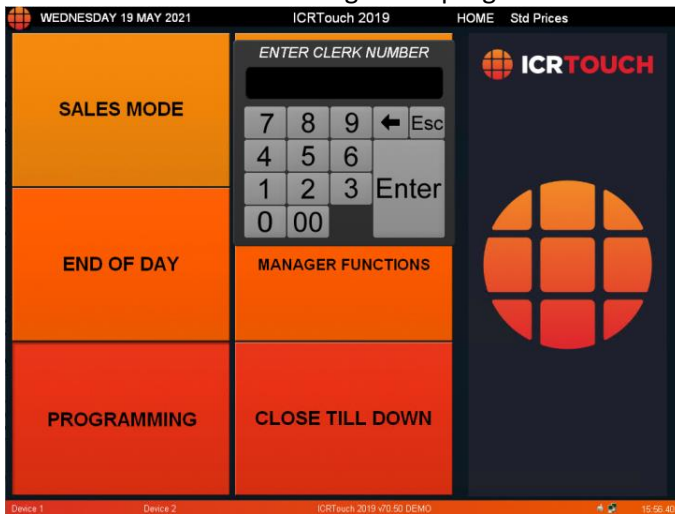 WEDNESDAY 19 MAY 2021 ICRTouch 2019 HOME Std Prices
ENTER CLERK NUMBER
ICRTOUCH
SALES MODE
7 8 9 Esc
4 5 6
1 2 3 Enter
0 00
END OF DAY
MANAGER FUNCTIONS
PROGRAMMING
CLOSE TILL DOWN
Device 1 Device 2 ICRTouch 2019 v70.50 DEMO 15:56:40